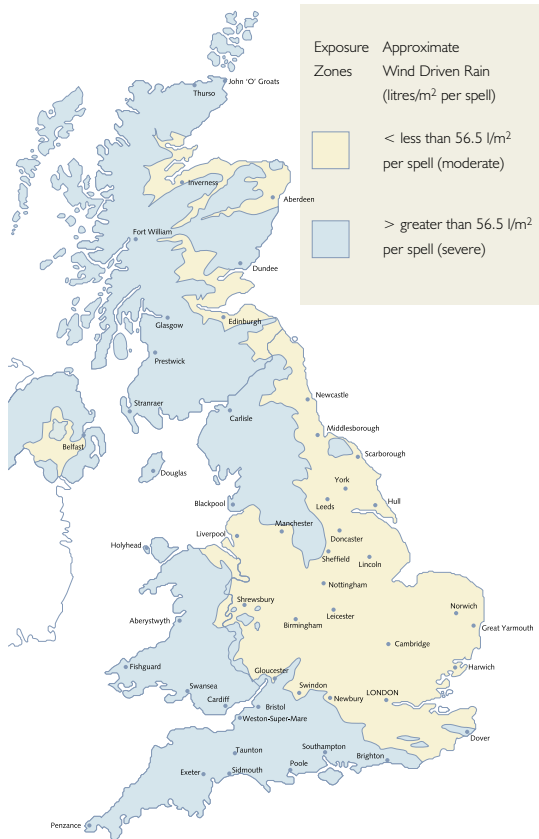 Exposure Approximate
Zones Wind Driven Rain
(litres/m² per spell)
< less than 56.5 l/m²
per spell (moderate)
> greater than 56.5 l/m²
per spell (severe)
John 'O' Groats
Thurso
Inverness
Aberdeen
Fort William
Dundee
Glasgow
Edinburgh
Prestwick
Stranraer
Newcastle
Carlisle
Middlesborough
Belfast
Scarborough
Douglas
York
Blackpool
Leeds
Hull
Manchester
Liverpool
Doncaster
Holyhead
Sheffield
Lincoln
Nottingham
Shrewsbury
Norwich
Leicester
Aberystwyth
Birmingham
Great Yarmouth
Cambridge
Fishguard
Harwich
Gloucester
Swansea
Swindon
LONDON
Cardiff
Newbury
Bristol
Weston-Super-Mare
Dover
Taunton
Southampton
Brighton
Poole
Exeter
Sidmouth
Penzance